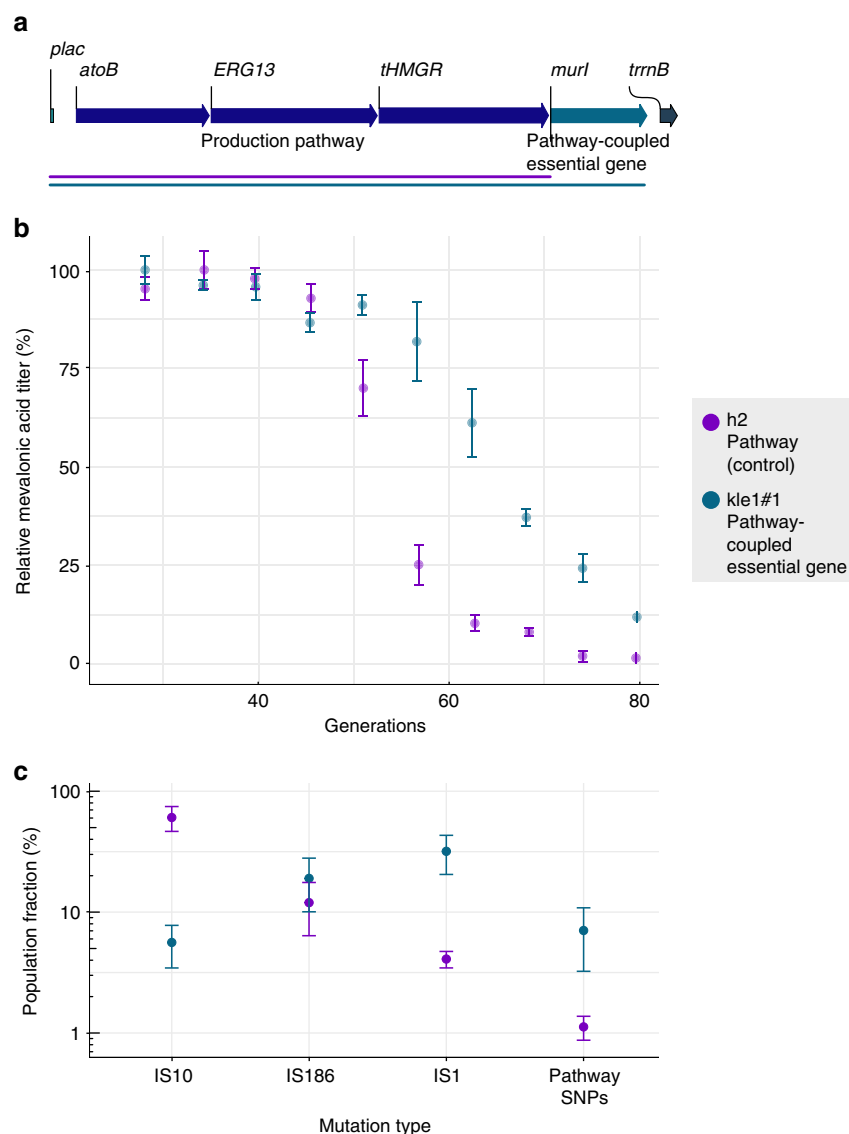 a
plac
atoB
ERG13
tHMGR
murI
trrnB
Production pathway
Pathway-coupled
essential gene
b
Relative mevalonic acid titer (%)
100
75
50
25
0
40
60
80
Generations
h2
Pathway
(control)
kle1#1
Pathway-
coupled
essential gene
c
Population fraction (%)
100
10
1
IS10
IS186
IS1
Pathway
SNPs
Mutation type